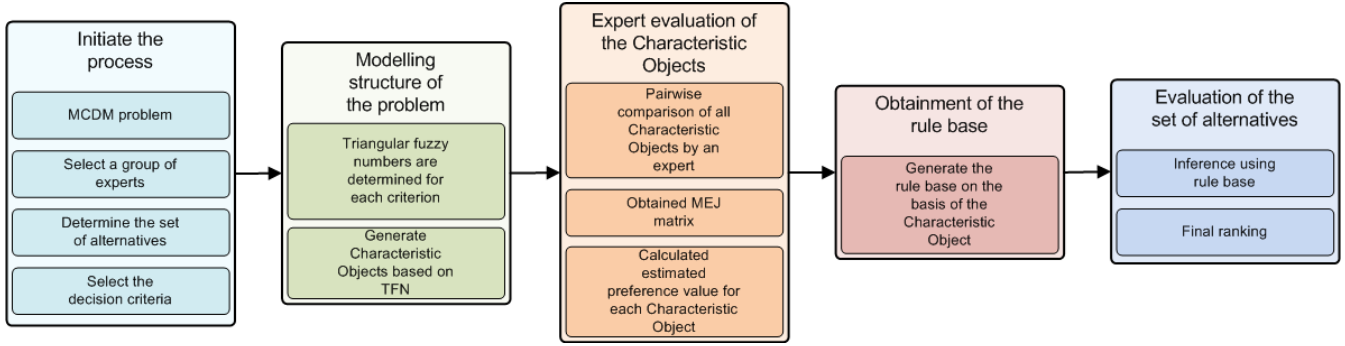 Initiate the
process
MCDM problem
Select a group of
experts
Determine the set
of alternatives
Select the
decision criteria
Modelling
structure of
the problem
Triangular fuzzy
numbers are
determined for
each criterion
Generate
Characteristic
Objects based on
TFN
Expert evaluation of
the Characteristic
Objects
Pairwise
comparison of all
Characteristic
Objects by an
expert
Obtained MEJ
matrix
Calculated
estimated
preference value for
each Characteristic
Object
Obtainment of the
rule base
Generate the
rule base on the
basis of the
Characteristic
Object
Evaluation of the
set of alternatives
Inference using
rule base
Final ranking